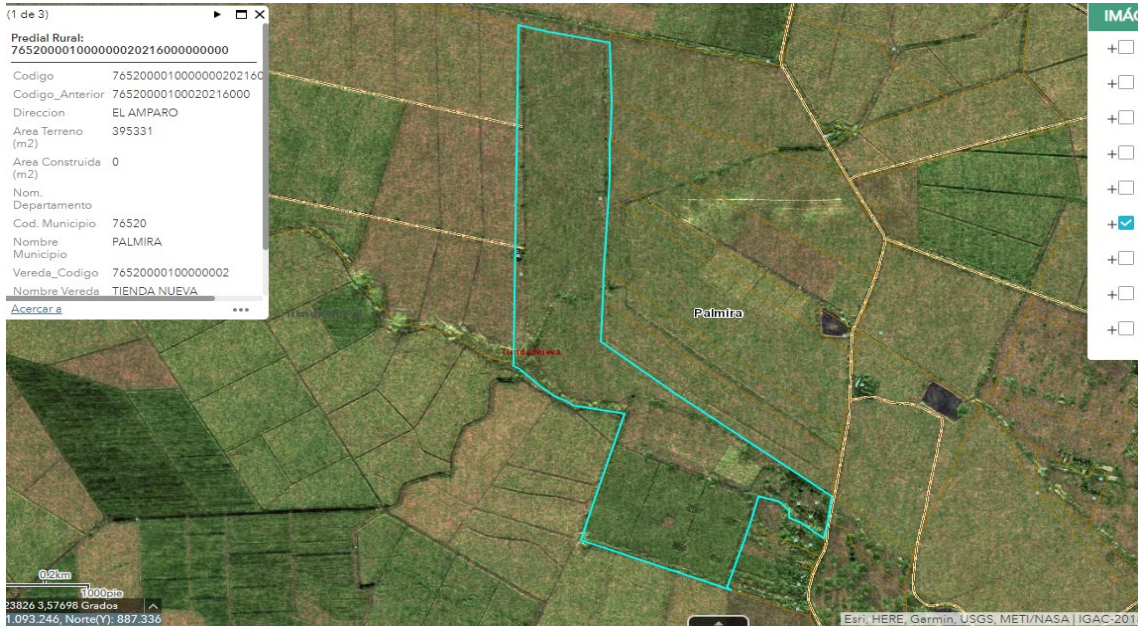 (1 de 3)
Predial Rural:
765200001000000020216000000000
Codigo 7652000010000000202160
Codigo_Anterior 76520000100020216000
Direccion EL AMPARO
Area Terreno 395331
(m2)
Area Construida 0
(m2)
Nom.
Departamento
Cod. Municipio 76520
Nombre PALMIRA
Municipio
Vereda_Codigo 76520000100000002
Nombre Vereda TIENDA NUEVA
Acercar a
IMÁG
Palmira
Tienda Nueva
0.2km
1000pie
23826 3,57698 Grados
1.093.246, Norte(Y): 887.336
Esri, HERE, Garmin, USGS, METI/NASA | IGAC-201